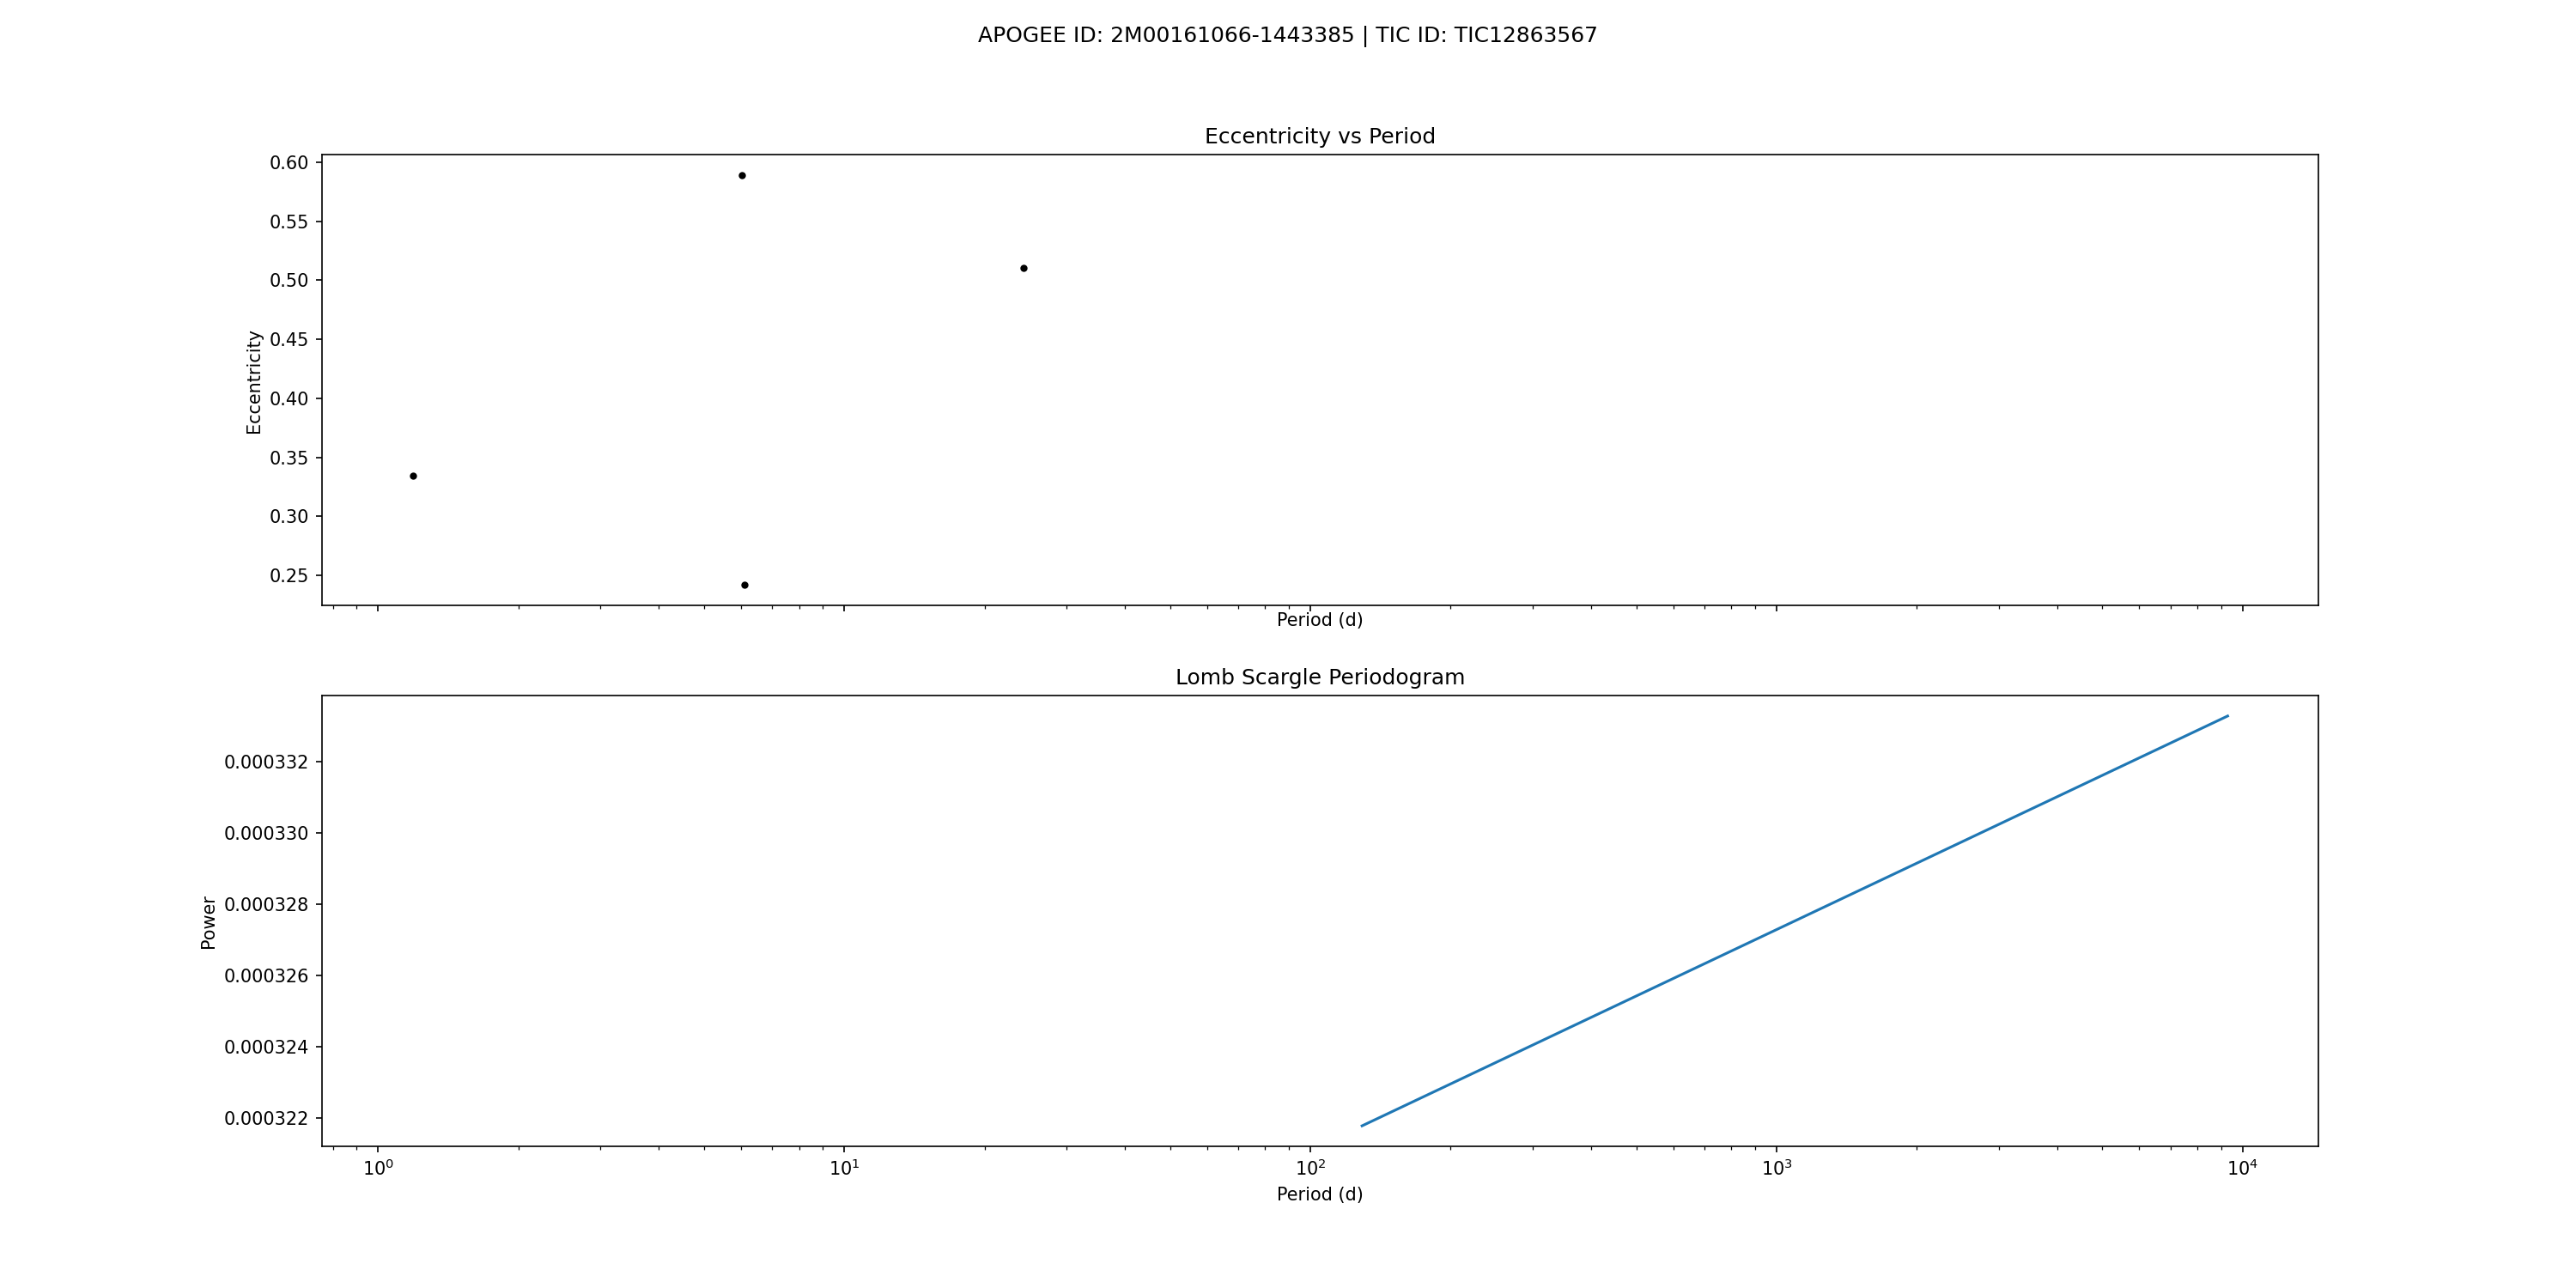 APOGEE ID: 2M00161066-1443385 | TIC ID: TIC12863567
Eccentricity vs Period
0.60
0.55
0.50
0.45
0.40
0.35
0.30
0.25
Eccentricity
Period (d)
Lomb Scargle Periodogram
0.000332
0.000330
0.000328
0.000326
0.000324
0.000322
Power
10⁰ 10¹ 10² 10³ 10⁴
Period (d)